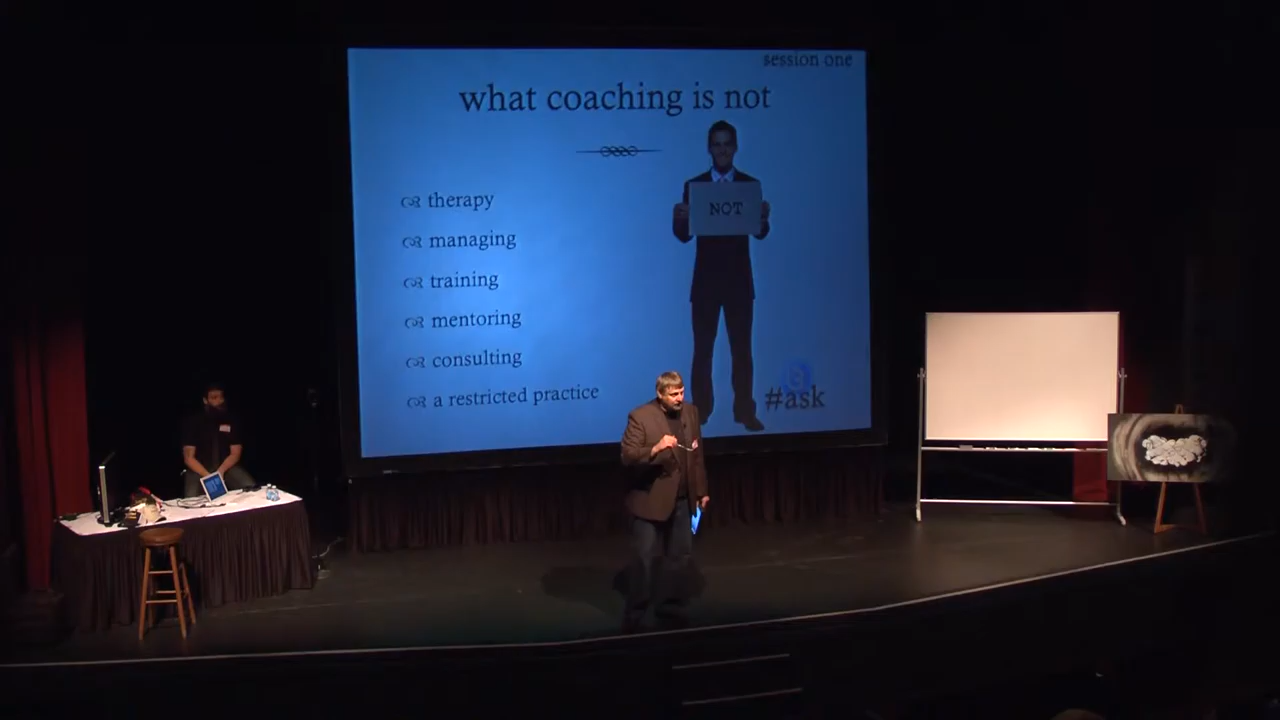 session one
what coaching is not
therapy
managing
training
mentoring
consulting
a restricted practice
NOT
#ask